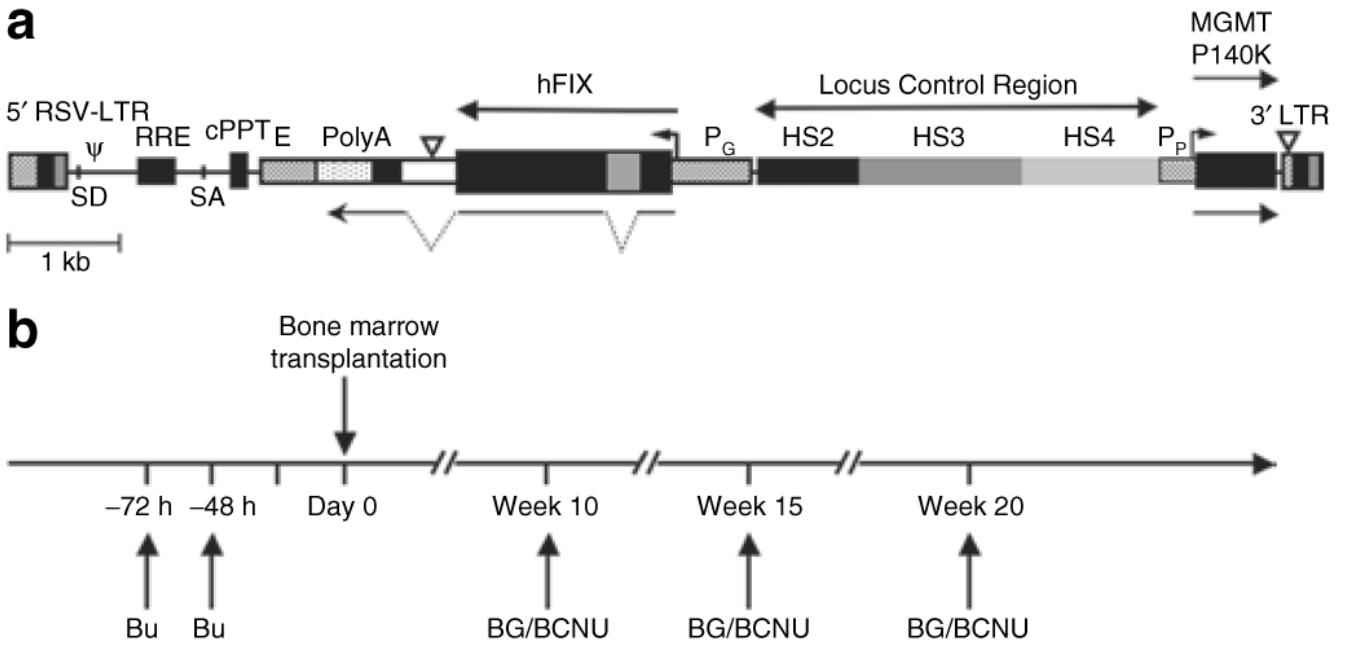 a
MGMT
P140K
hFIX
Locus Control Region
5′ RSV-LTR
3′ LTR
ψ
RRE
cPPT
E
PolyA
P_G
HS2
HS3
HS4
P_P
SD
SA
1 kb
b
Bone marrow
transplantation
–72 h
–48 h
Day 0
Week 10
Week 15
Week 20
Bu
Bu
BG/BCNU
BG/BCNU
BG/BCNU